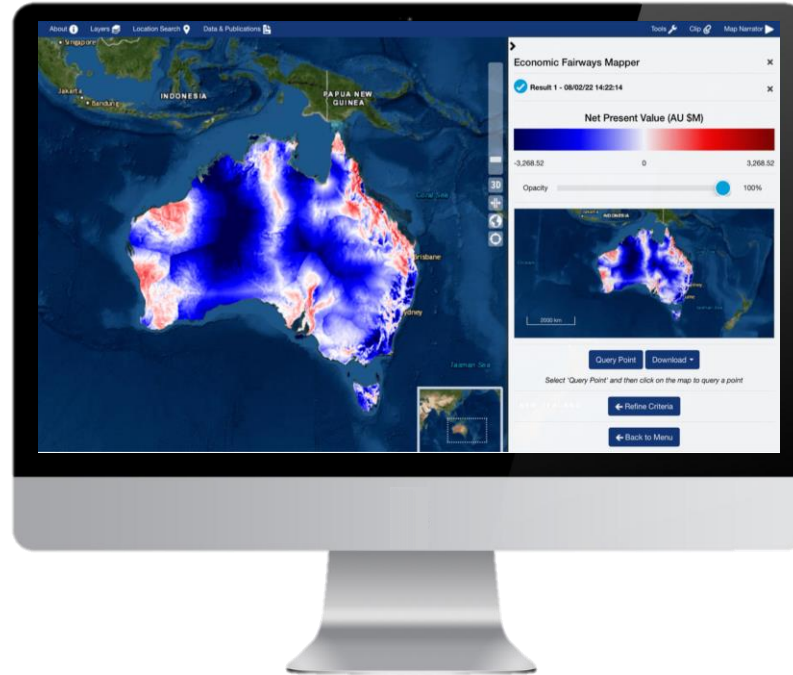 About Layers Location Search Data & Publications Tools Clip Map Narrator
Singapore
Jakarta
Bandung
INDONESIA
PAPUA NEW
GUINEA
Coral Sea
Brisbane
Sydney
Tasman Sea
3D
Economic Fairways Mapper
Result 1 - 08/02/22 14:22:14
Net Present Value (AU $M)
-3,268.52 0 3,268.52
Opacity 100%
INDONESIA
2000 km
Query Point Download
Select 'Query Point' and then click on the map to query a point
Refine Criteria
Back to Menu